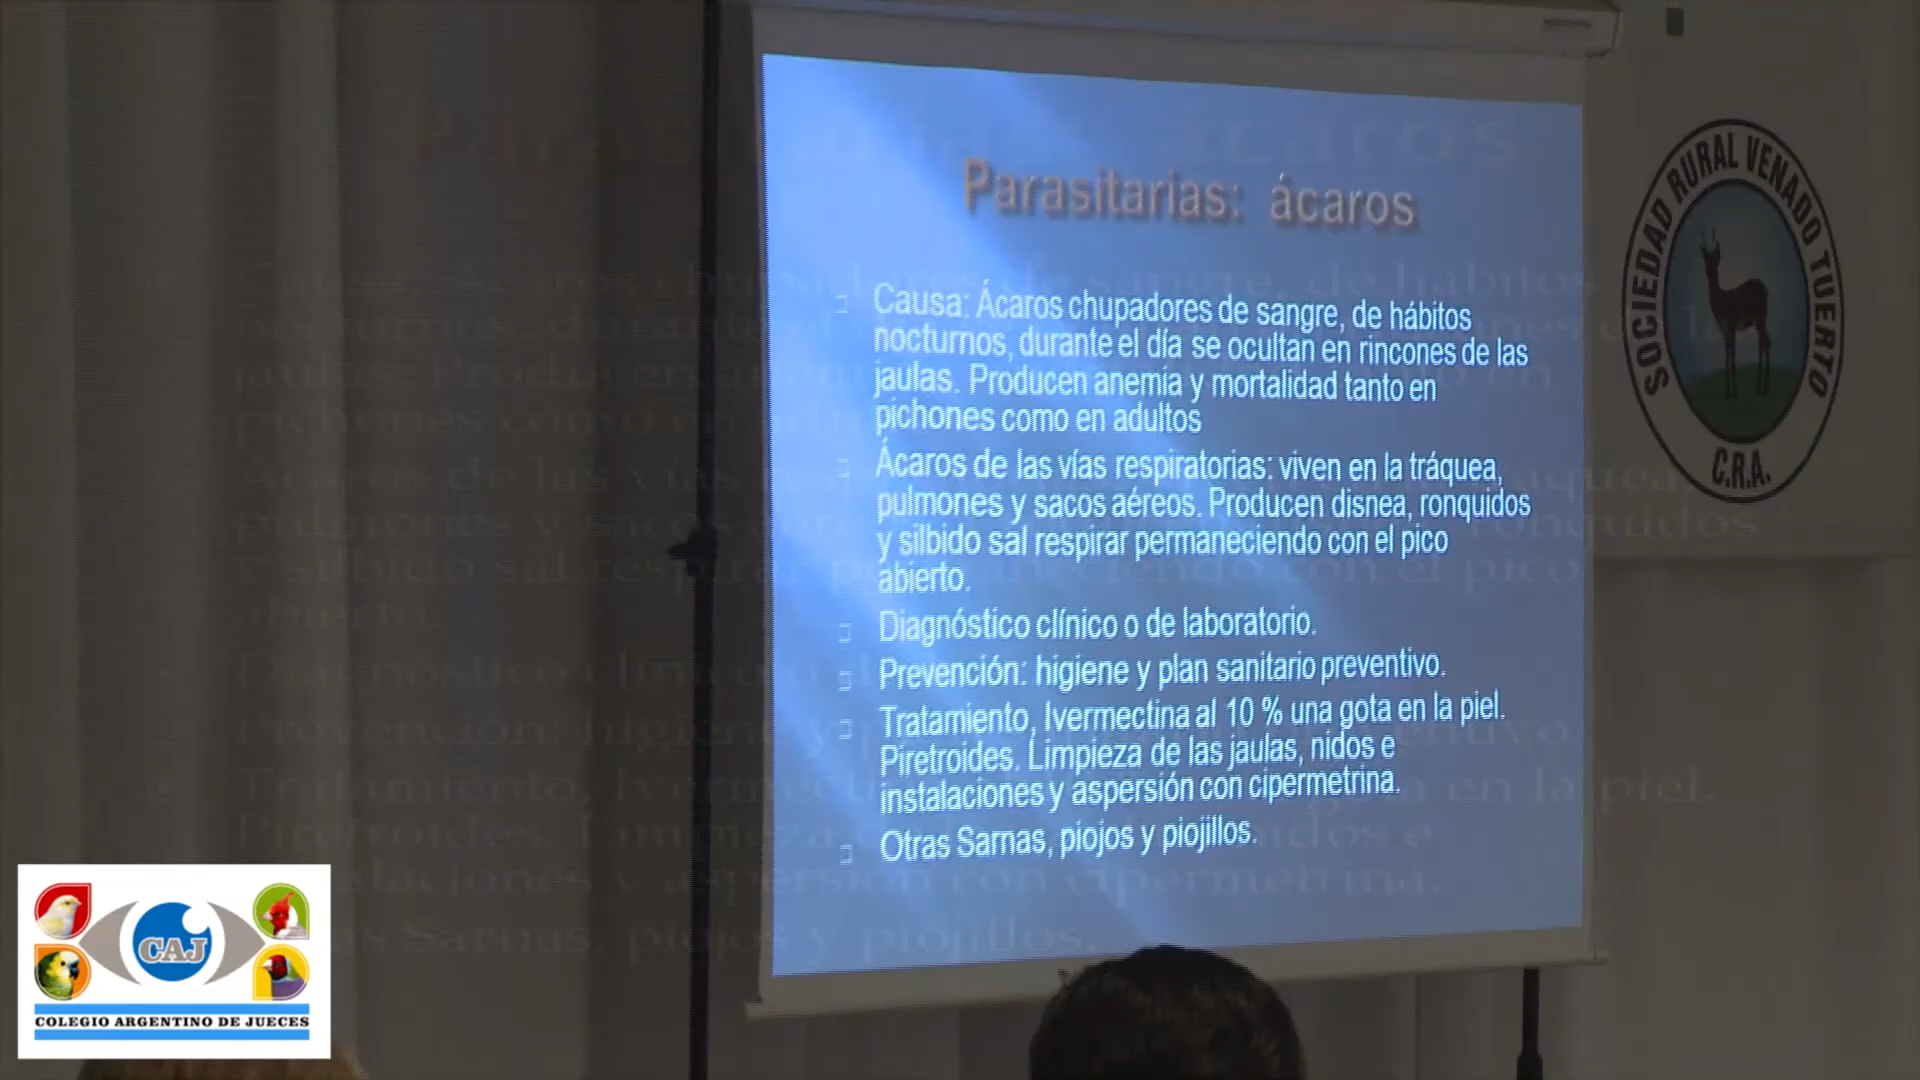 Parasitarias: ácaros
Causa: Ácaros chupadores de sangre, de hábitos
nocturnos, durante el día se ocultan en rincones de las
jaulas. Producen anemia y mortalidad tanto en
pichones como en adultos
Ácaros de las vías respiratorias: viven en la tráquea,
pulmones y sacos aéreos. Producen disnea, ronquidos
y silbido sal respirar permaneciendo con el pico
abierto.
Diagnóstico clínico o de laboratorio.
Prevención: higiene y plan sanitario preventivo.
Tratamiento, Ivermectina al 10 % una gota en la piel.
Piretroides. Limpieza de las jaulas, nidos e
instalaciones y aspersión con cipermetrina.
Otras Sarnas, piojos y piojillos.
SOCIEDAD RURAL VENADO TUERTO
C.R.A.
CAJ
COLEGIO ARGENTINO DE JUECES